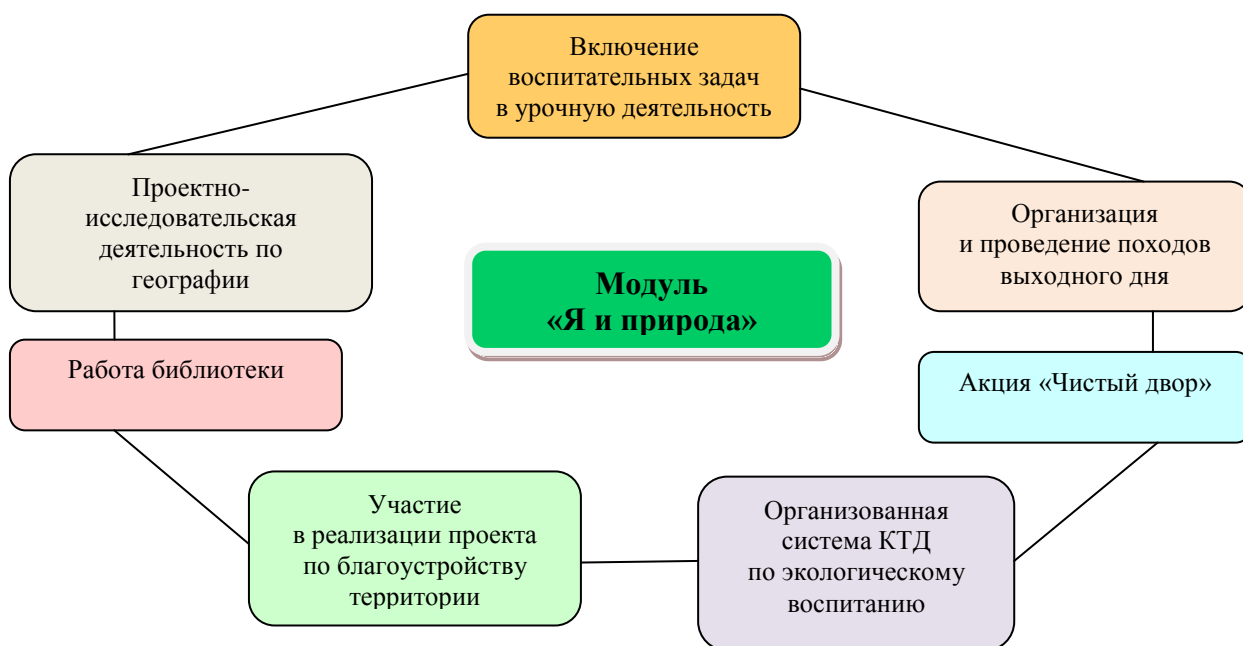 Включение
воспитательных задач
в урочную деятельность
Проектно-
исследовательская
деятельность по
географии
Организация
и проведение походов
выходного дня
Модуль
«Я и природа»
Работа библиотеки
Акция «Чистый двор»
Участие
в реализации проекта
по благоустройству
территории
Организованная
система КТД
по экологическому
воспитанию